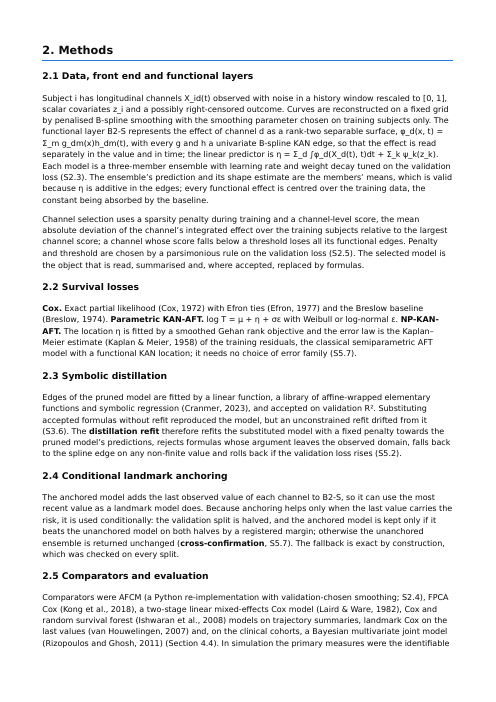 2. Methods
2.1 Data, front end and functional layers
Subject i has longitudinal channels X_id(t) observed with noise in a history window rescaled to [0, 1],
scalar covariates z_i and a possibly right-censored outcome. Curves are reconstructed on a fixed grid
by penalised B-spline smoothing with the smoothing parameter chosen on training subjects only. The
functional layer B2-S represents the effect of channel d as a rank-two separable surface, φ_d(x, t) =
Σ_m g_dm(x)h_dm(t), with every g and h a univariate B-spline KAN edge, so that the effect is read
separately in the value and in time; the linear predictor is η = Σ_d ∫φ_d(X_d(t), t)dt + Σ_k ψ_k(z_k).
Each model is a three-member ensemble with learning rate and weight decay tuned on the validation
loss (S2.3). The ensemble’s prediction and its shape estimate are the members’ means, which is valid
because η is additive in the edges; every functional effect is centred over the training data, the
constant being absorbed by the baseline.
Channel selection uses a sparsity penalty during training and a channel-level score, the mean
absolute deviation of the channel’s integrated effect over the training subjects relative to the largest
channel score; a channel whose score falls below a threshold loses all its functional edges. Penalty
and threshold are chosen by a parsimonious rule on the validation loss (S2.5). The selected model is
the object that is read, summarised and, where accepted, replaced by formulas.
2.2 Survival losses
Cox. Exact partial likelihood (Cox, 1972) with Efron ties (Efron, 1977) and the Breslow baseline
(Breslow, 1974). Parametric KAN-AFT. log T = μ + η + σε with Weibull or log-normal ε. NP-KAN-
AFT. The location η is fitted by a smoothed Gehan rank objective and the error law is the Kaplan–
Meier estimate (Kaplan & Meier, 1958) of the training residuals, the classical semiparametric AFT
model with a functional KAN location; it needs no choice of error family (S5.7).
2.3 Symbolic distillation
Edges of the pruned model are fitted by a linear function, a library of affine-wrapped elementary
functions and symbolic regression (Cranmer, 2023), and accepted on validation R². Substituting
accepted formulas without refit reproduced the model, but an unconstrained refit drifted from it
(S3.6). The distillation refit therefore refits the substituted model with a fixed penalty towards the
pruned model’s predictions, rejects formulas whose argument leaves the observed domain, falls back
to the spline edge on any non-finite value and rolls back if the validation loss rises (S5.2).
2.4 Conditional landmark anchoring
The anchored model adds the last observed value of each channel to B2-S, so it can use the most
recent value as a landmark model does. Because anchoring helps only when the last value carries the
risk, it is used conditionally: the validation split is halved, and the anchored model is kept only if it
beats the unanchored model on both halves by a registered margin; otherwise the unanchored
ensemble is returned unchanged (cross-confirmation, S5.7). The fallback is exact by construction,
which was checked on every split.
2.5 Comparators and evaluation
Comparators were AFCM (a Python re-implementation with validation-chosen smoothing; S2.4), FPCA
Cox (Kong et al., 2018), a two-stage linear mixed-effects Cox model (Laird & Ware, 1982), Cox and
random survival forest (Ishwaran et al., 2008) models on trajectory summaries, landmark Cox on the
last values (van Houwelingen, 2007) and, on the clinical cohorts, a Bayesian multivariate joint model
(Rizopoulos and Ghosh, 2011) (Section 4.4). In simulation the primary measures were the identifiable